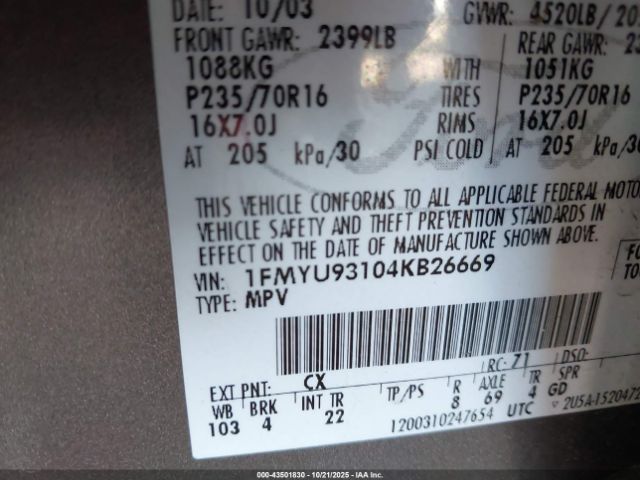 DATE: 10/03 GVWR: 4520LB/
FRONT GAWR: 2399LB REAR GAWR:
1088KG WITH 1051KG
P235/70R16 TIRES P235/70R16
16X7.0J RIMS 16X7.0J
AT 205 kPa/30 PSI COLD AT 205 kPa/30
Ford
THIS VEHICLE CONFORMS TO ALL APPLICABLE FEDERAL
VEHICLE SAFETY AND THEFT PREVENTION STANDARDS IN
EFFECT ON THE DATE OF MANUFACTURE SHOWN ABOVE.
VIN: 1FMYU93104KB26669
TYPE: MPV
EXT PNT: CX RC: 71 DSO:
WB BRK INT TR TP/PS R AXLE TR SPR
103 4 22 8 69 4 GD
1200310247654 UTC
000-43501830 - 10/21/2025 - IAA Inc.